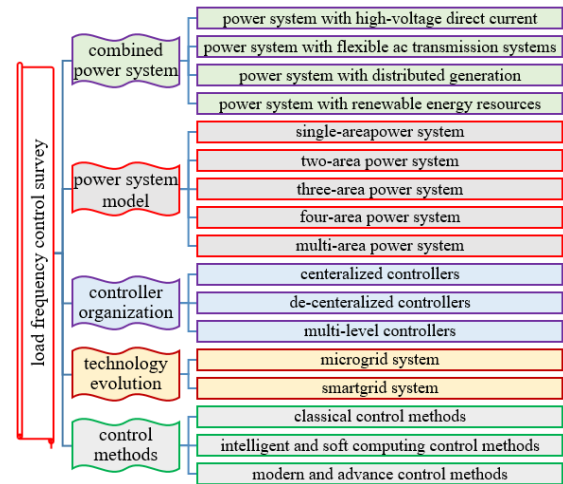 load frequency control survey
combined
power system
power system with high-voltage direct current
power system with flexible ac transmission systems
power system with distributed generation
power system with renewable energy resources
power system
model
single-areapower system
two-area power system
three-area power system
four-area power system
multi-area power system
controller
organization
centeralized controllers
de-centeralized controllers
multi-level controllers
technology
evolution
microgrid system
smartgrid system
control
methods
classical control methods
intelligent and soft computing control methods
modern and advance control methods